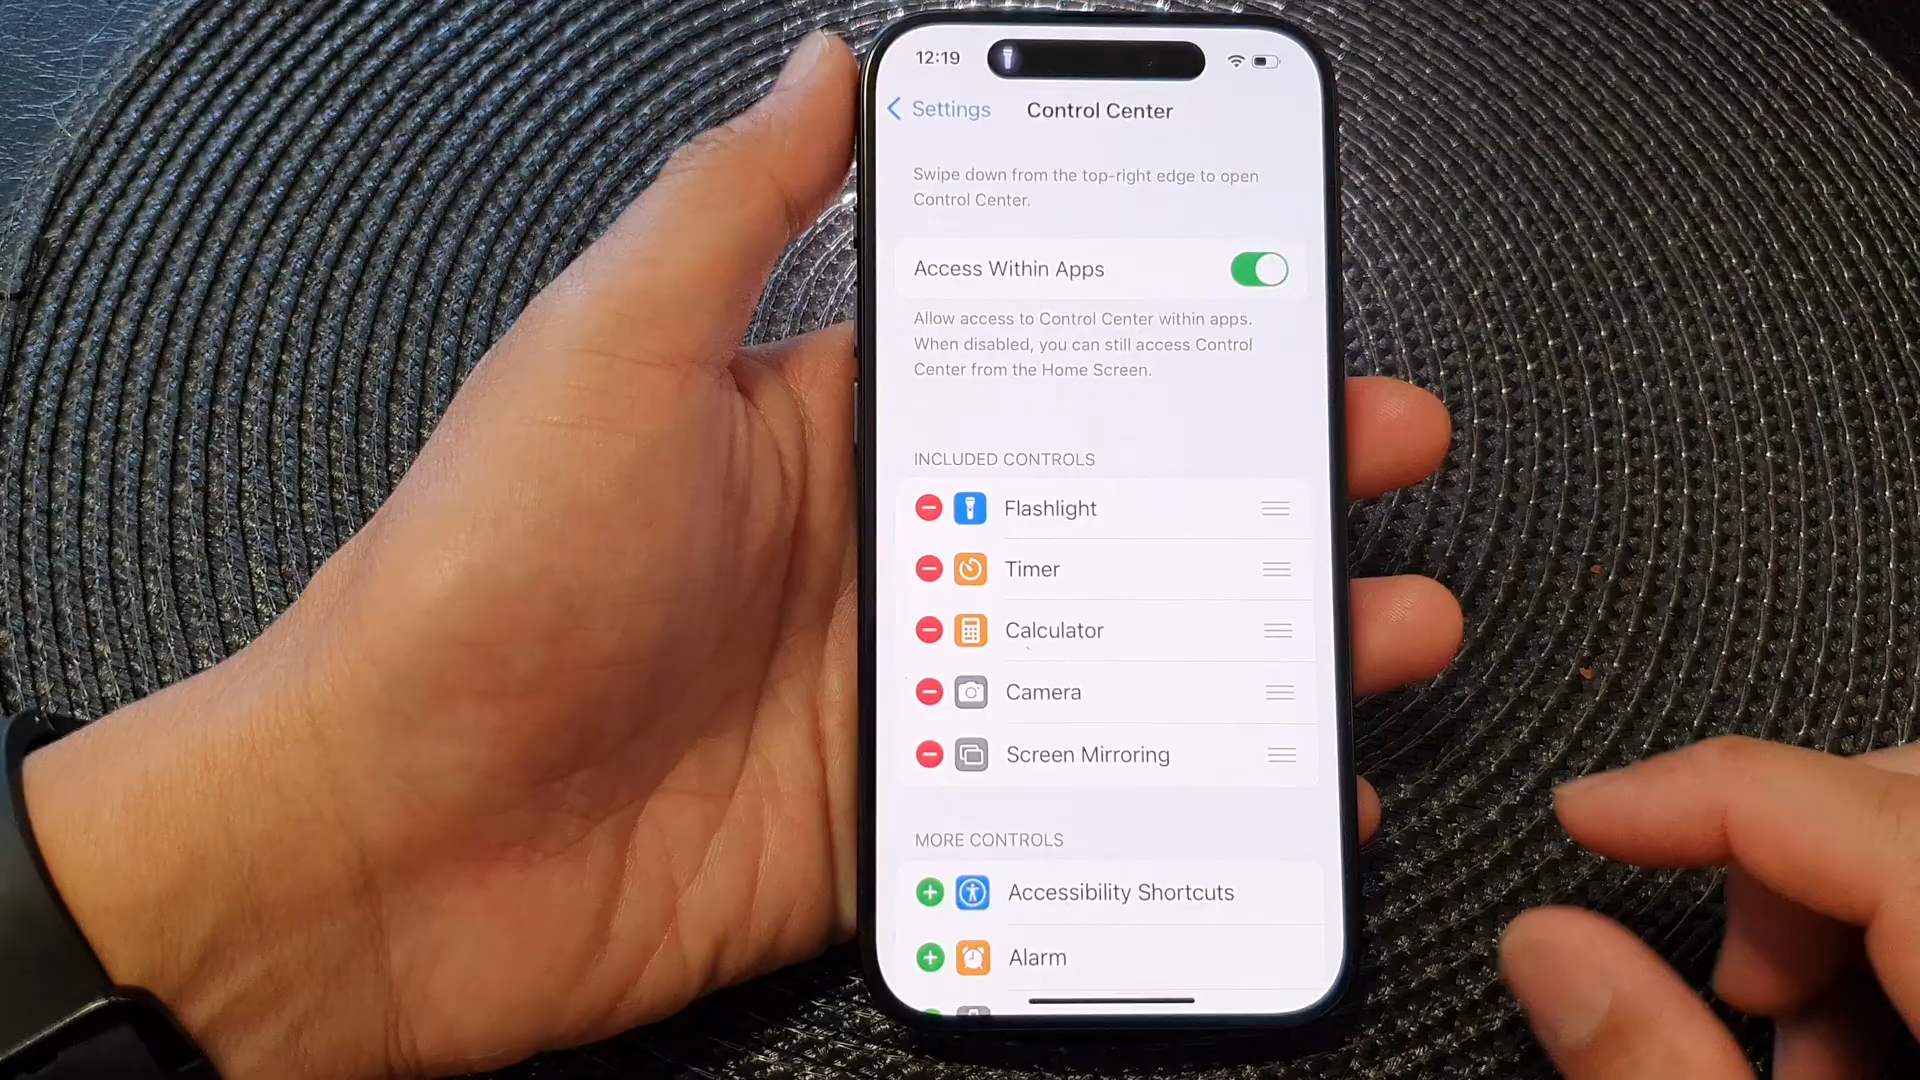 12:19
Settings
Control Center
Swipe down from the top-right edge to open
Control Center.
Access Within Apps
Allow access to Control Center within apps.
When disabled, you can still access Control
Center from the Home Screen.
INCLUDED CONTROLS
Flashlight
Timer
Calculator
Camera
Screen Mirroring
MORE CONTROLS
Accessibility Shortcuts
Alarm